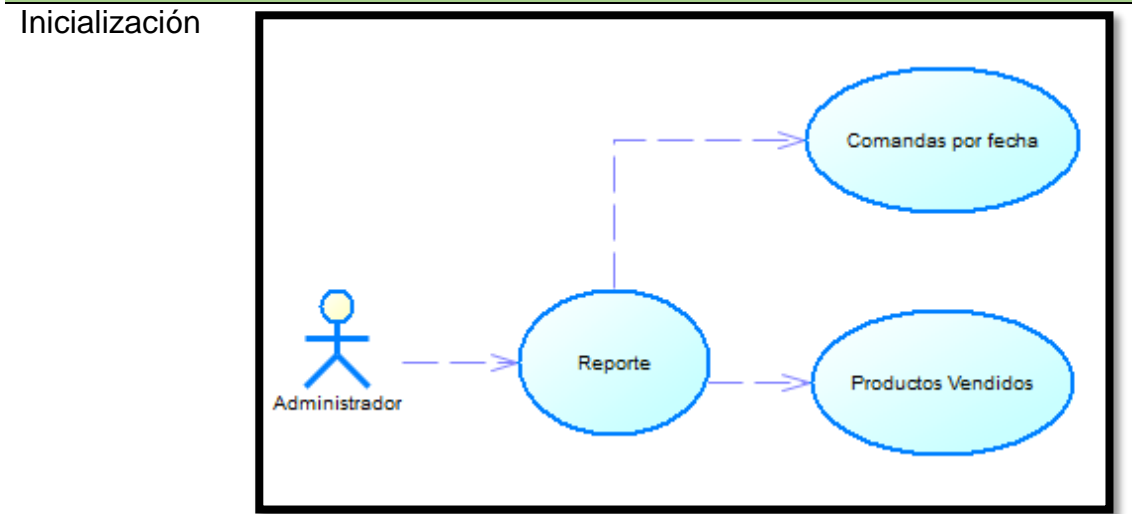 Inicialización
Comandas por fecha
Reporte
Productos Vendidos
Administrador